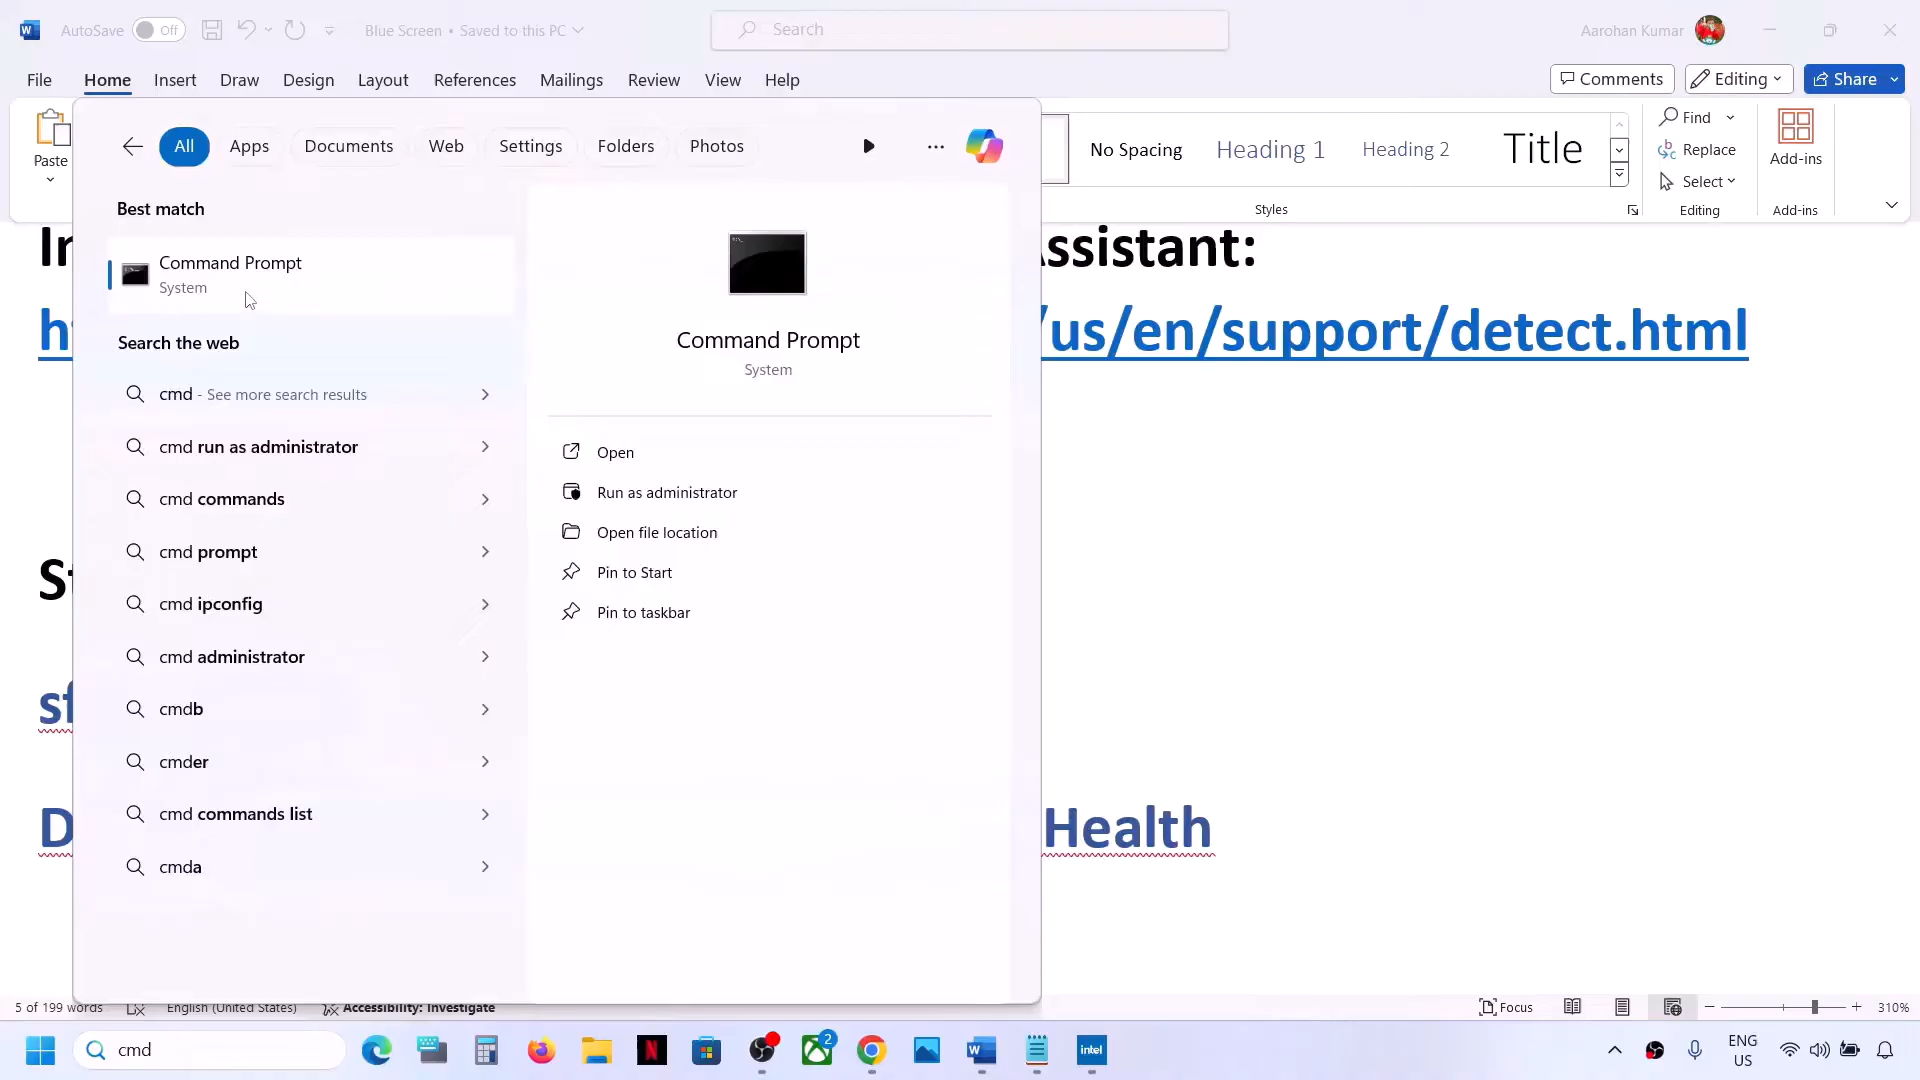 AutoSave Off Blue Screen • Saved to this PC Search Aarohan Kumar
File Home Insert Draw Design Layout References Mailings Review View Help Comments Editing Share
Paste
No Spacing Heading 1 Heading 2 Title
Find
Replace
Select
Add-ins
Styles Editing Add-ins
All Apps Documents Web Settings Folders Photos
Best match
Command Prompt
System
Search the web
cmd - See more search results
cmd run as administrator
cmd commands
cmd prompt
cmd ipconfig
cmd administrator
cmdb
cmder
cmd commands list
cmda
Command Prompt
System
Open
Run as administrator
Open file location
Pin to Start
Pin to taskbar
ssistant:
/us/en/support/detect.html
Health
5 of 199 words English (United States) Accessibility: Investigate Focus 310%
cmd
2
intel
ENG
US